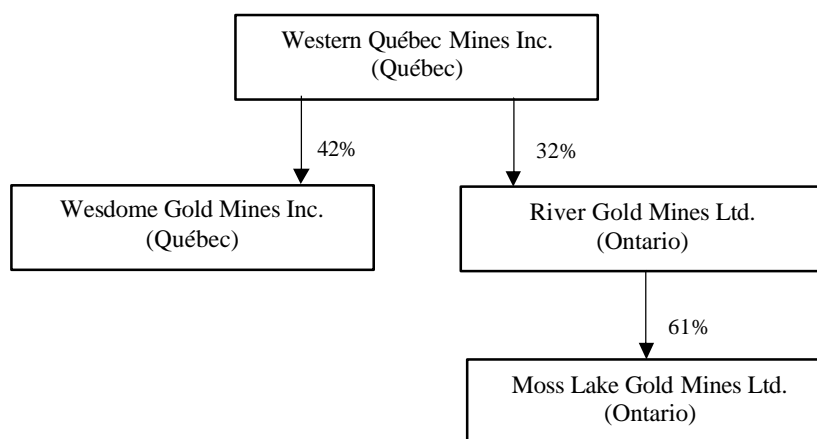 Western Québec Mines Inc.
(Québec)
42%
32%
Wesdome Gold Mines Inc.
(Québec)
River Gold Mines Ltd.
(Ontario)
61%
Moss Lake Gold Mines Ltd.
(Ontario)